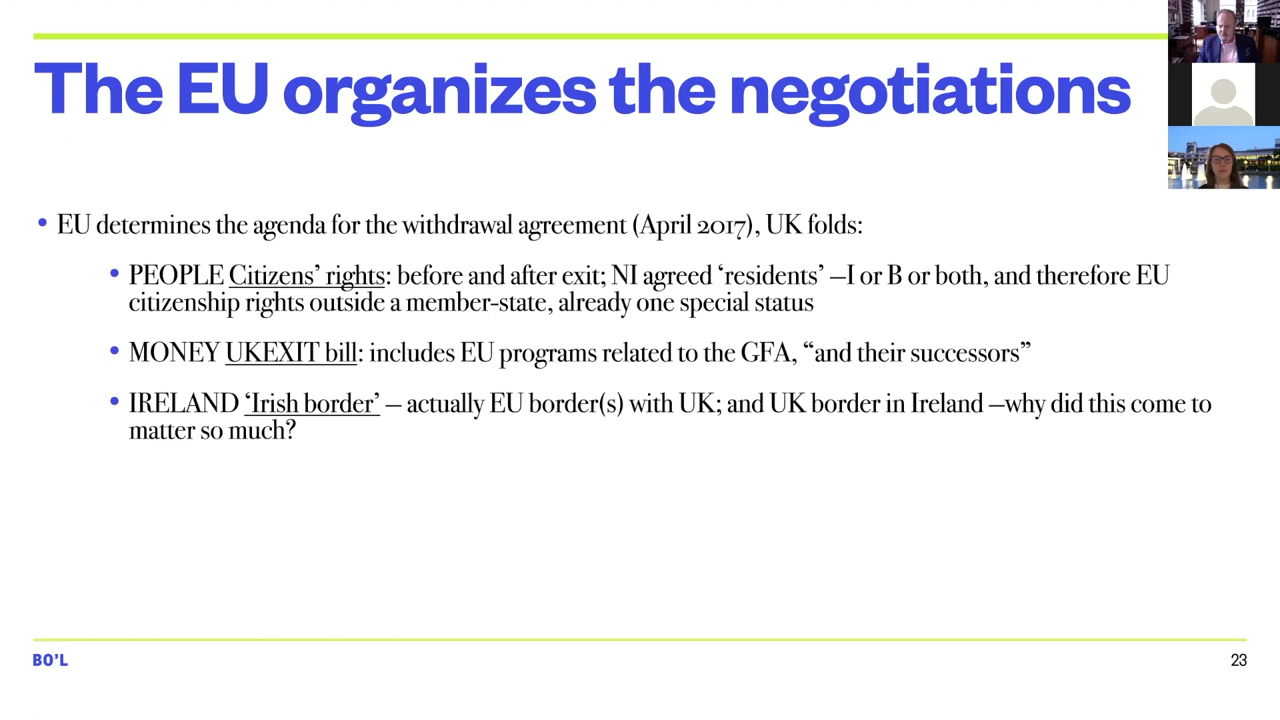 The EU organizes the negotiations
• EU determines the agenda for the withdrawal agreement (April 2017), UK folds:
• PEOPLE Citizens’ rights: before and after exit; NI agreed ‘residents’ –I or B or both, and therefore EU
citizenship rights outside a member-state, already one special status
• MONEY UKEXIT bill: includes EU programs related to the GFA, “and their successors”
• IRELAND ‘Irish border’ – actually EU border(s) with UK; and UK border in Ireland –why did this come to
matter so much?
BO’L
23